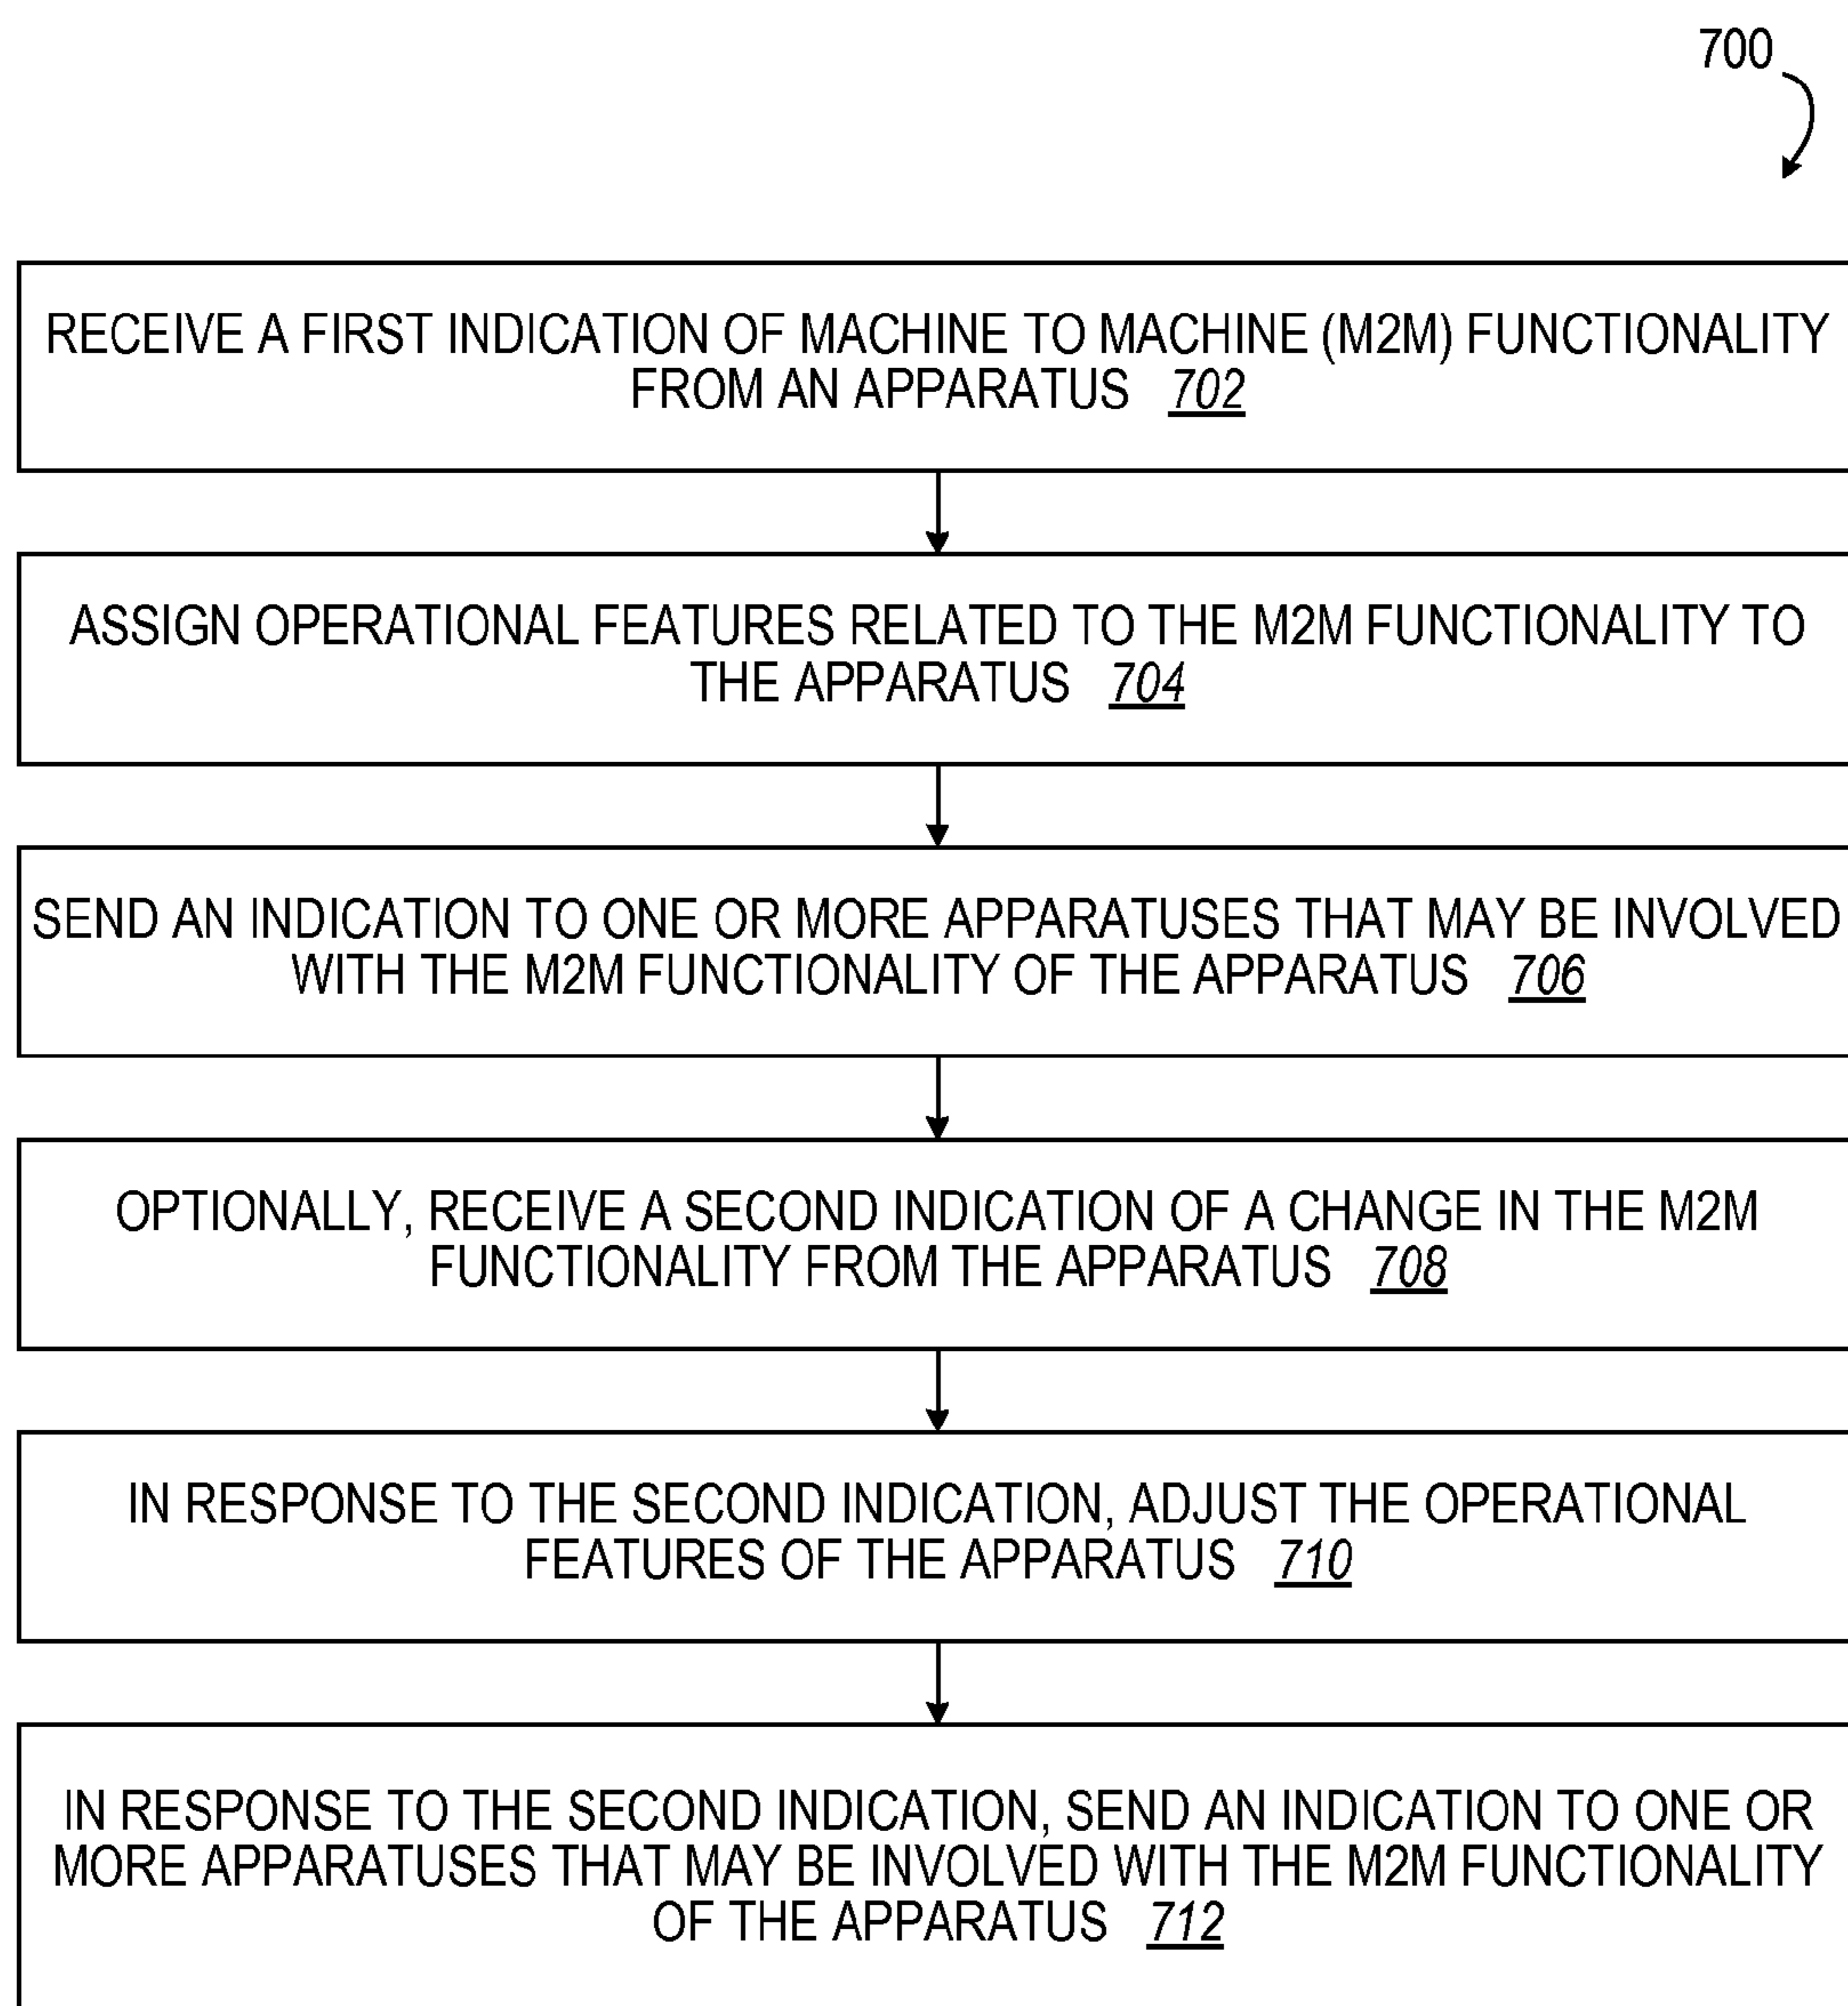 700
RECEIVE A FIRST INDICATION OF MACHINE TO MACHINE (M2M) FUNCTIONALITY
FROM AN APPARATUS 702
ASSIGN OPERATIONAL FEATURES RELATED TO THE M2M FUNCTIONALITY TO
THE APPARATUS 704
SEND AN INDICATION TO ONE OR MORE APPARATUSES THAT MAY BE INVOLVED
WITH THE M2M FUNCTIONALITY OF THE APPARATUS 706
OPTIONALLY, RECEIVE A SECOND INDICATION OF A CHANGE IN THE M2M
FUNCTIONALITY FROM THE APPARATUS 708
IN RESPONSE TO THE SECOND INDICATION, ADJUST THE OPERATIONAL
FEATURES OF THE APPARATUS 710
IN RESPONSE TO THE SECOND INDICATION, SEND AN INDICATION TO ONE OR
MORE APPARATUSES THAT MAY BE INVOLVED WITH THE M2M FUNCTIONALITY
OF THE APPARATUS 712